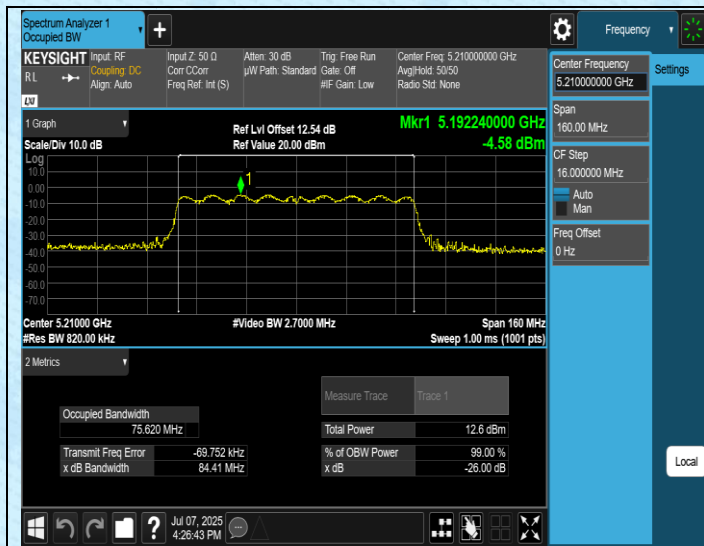 Spectrum Analyzer 1
Occupied BW
▼
+
Frequency
▼
KEYSIGHT
R L
LXI
Input: RF
Coupling: DC
Align: Auto
Input Z: 50 Ω
Corr CCorr
Freq Ref: Int (S)
Atten: 30 dB
µW Path: Standard
Trig: Free Run
Gate: Off
#IF Gain: Low
Center Freq: 5.210000000 GHz
Avg|Hold: 50/50
Radio Std: None
Center Frequency
5.210000000 GHz
Settings
Span
160.00 MHz
CF Step
16.000000 MHz
Auto
Man
Freq Offset
0 Hz
Local
1 Graph
▼
Scale/Div 10.0 dB
Ref Lvl Offset 12.54 dB
Ref Value 20.00 dBm
Mkr1 5.192240000 GHz
-4.58 dBm
Log
10.0
0.00
-10.0
-20.0
-30.0
-40.0
-50.0
-60.0
-70.0
1
Center 5.21000 GHz
#Res BW 820.00 kHz
#Video BW 2.7000 MHz
Span 160 MHz
Sweep 1.00 ms (1001 pts)
2 Metrics
▼
Measure Trace
Trace 1
Occupied Bandwidth
75.620 MHz
Total Power
12.6 dBm
Transmit Freq Error
-69.752 kHz
% of OBW Power
99.00 %
x dB Bandwidth
84.41 MHz
x dB
-26.00 dB
?
Jul 07, 2025
4:26:43 PM